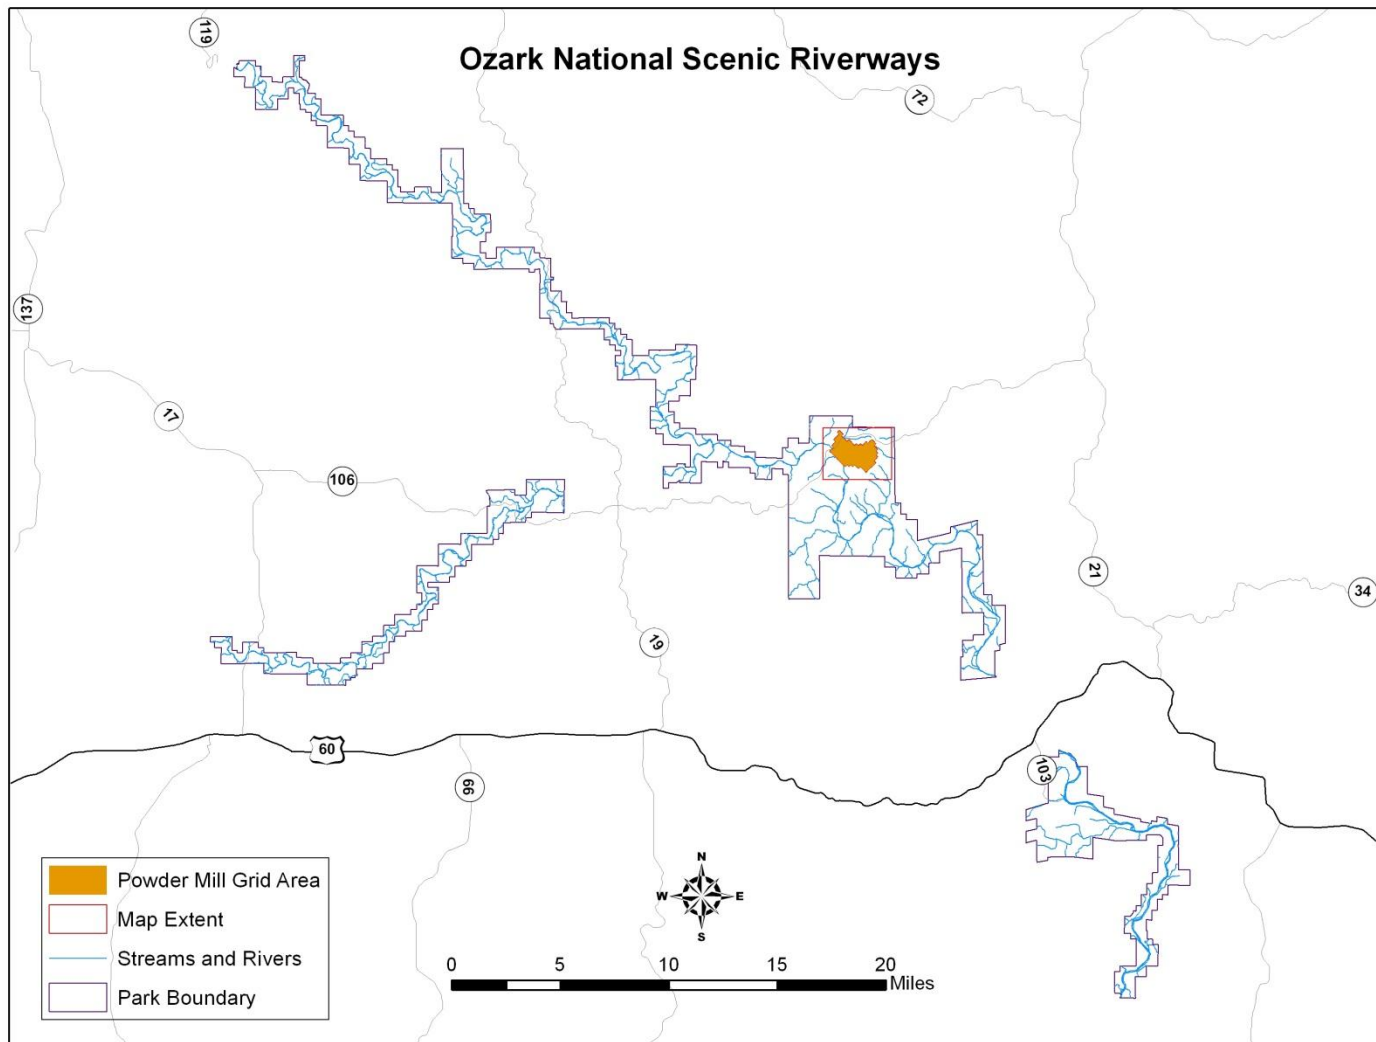 Ozark National Scenic Riverways
119
72
137
17
106
21
34
19
60
99
103
Powder Mill Grid Area
Map Extent
Streams and Rivers
Park Boundary
N
W E
S
0 5 10 15 20
Miles